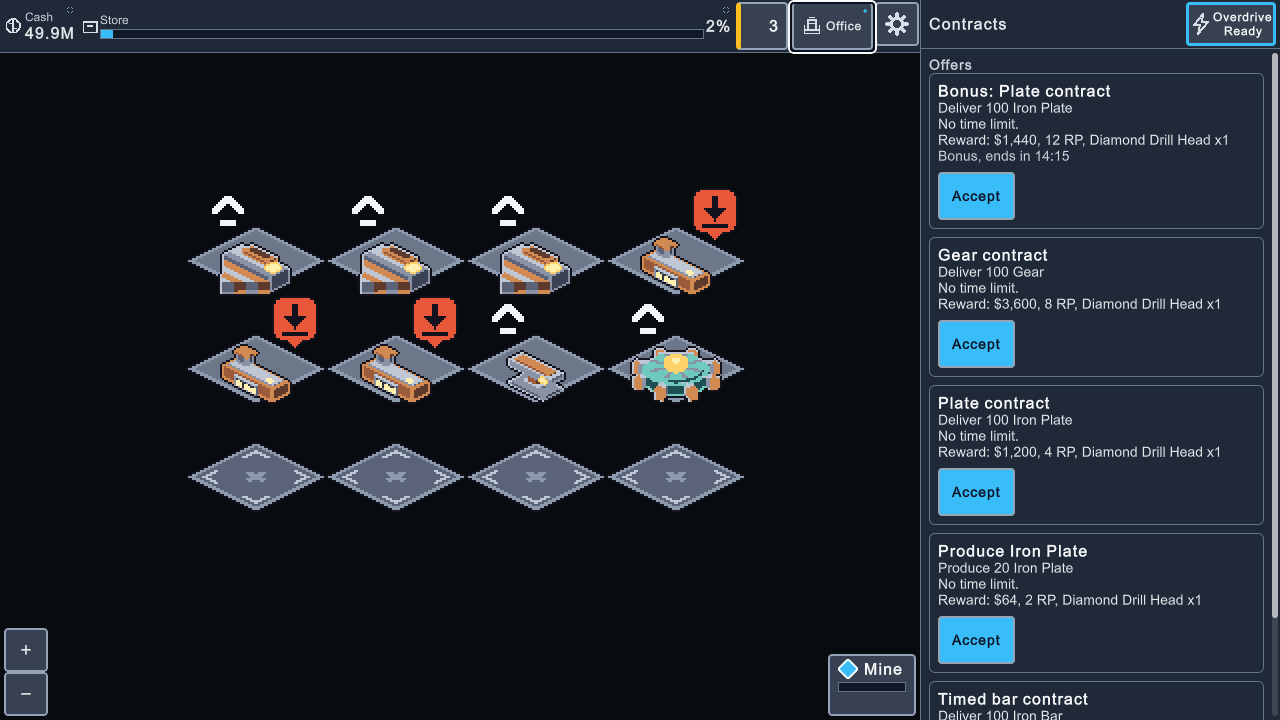 Cash
49.9M
Store
2%
3
Office
Contracts
Overdrive
Ready
Offers
Bonus: Plate contract
Deliver 100 Iron Plate
No time limit.
Reward: $1,440, 12 RP, Diamond Drill Head x1
Bonus, ends in 14:15
Accept
Gear contract
Deliver 100 Gear
No time limit.
Reward: $3,600, 8 RP, Diamond Drill Head x1
Accept
Plate contract
Deliver 100 Iron Plate
No time limit.
Reward: $1,200, 4 RP, Diamond Drill Head x1
Accept
Produce Iron Plate
Produce 20 Iron Plate
No time limit.
Reward: $64, 2 RP, Diamond Drill Head x1
Accept
Timed bar contract
Deliver 100 Iron Bar
+
−
Mine